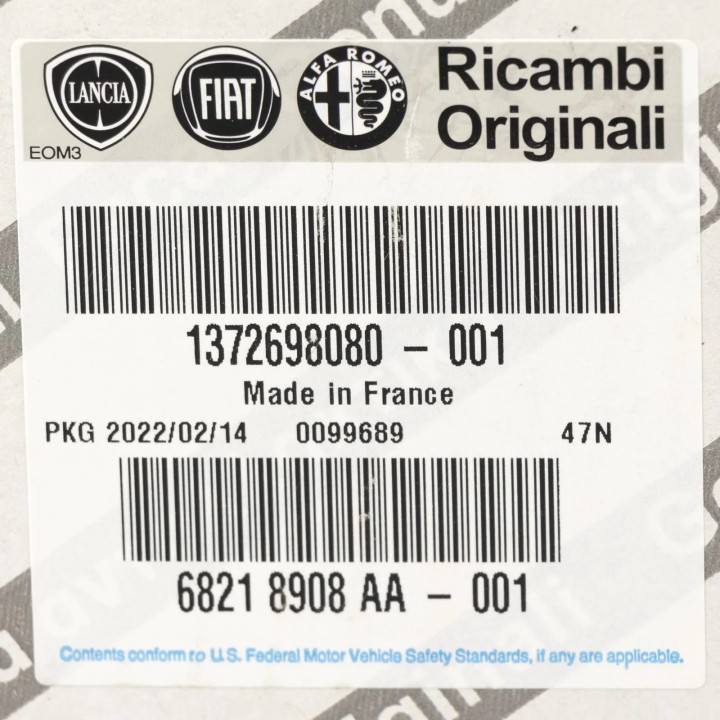 LANCIA
FIAT
ALFA ROMEO
Ricambi
Originali
EOM3
1372698080 - 001
Made in France
PKG 2022/02/14 0099689 47N
6821 8908 AA - 001
Contents conform to U.S. Federal Motor Vehicle Safety Standards, if any are applicable.